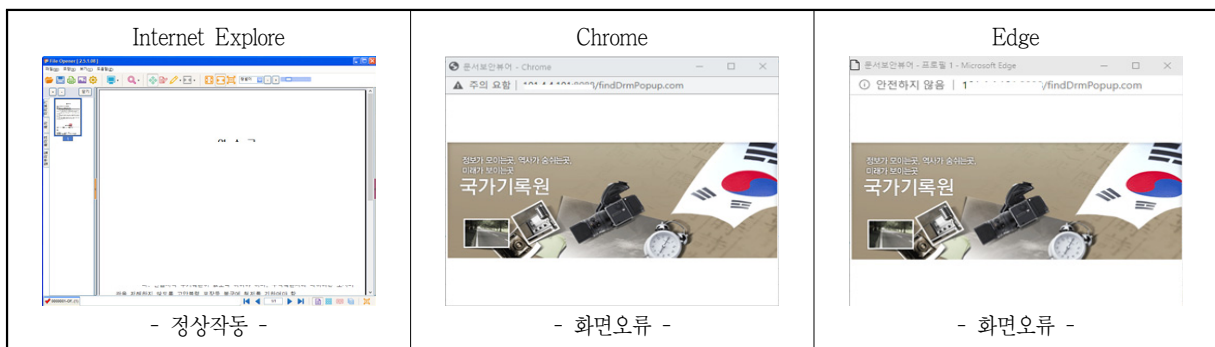 Internet Explore
File Opener [ 2.5.1.00 ]
- 정상작동 -
Chrome
문서보안뷰어 - Chrome
주의 요함 | /findDrmPopup.com
정보가 모이는곳, 역사가 숨쉬는곳,
미래가 보이는곳
국가기록원
- 화면오류 -
Edge
문서보안뷰어 - 프로필 1 - Microsoft Edge
안전하지 않음 | /findDrmPopup.com
정보가 모이는곳, 역사가 숨쉬는곳,
미래가 보이는곳
국가기록원
- 화면오류 -